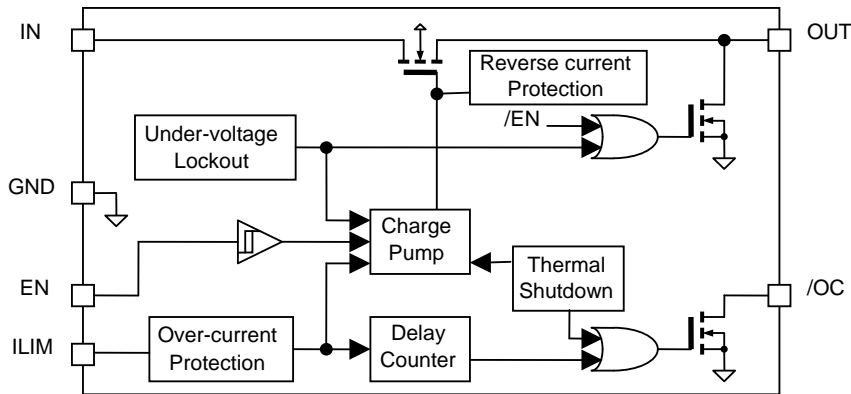 IN
OUT
Reverse current
Protection
/EN
Under-voltage
Lockout
GND
Charge
Pump
EN
Thermal
Shutdown
/OC
ILIM
Over-current
Protection
Delay
Counter